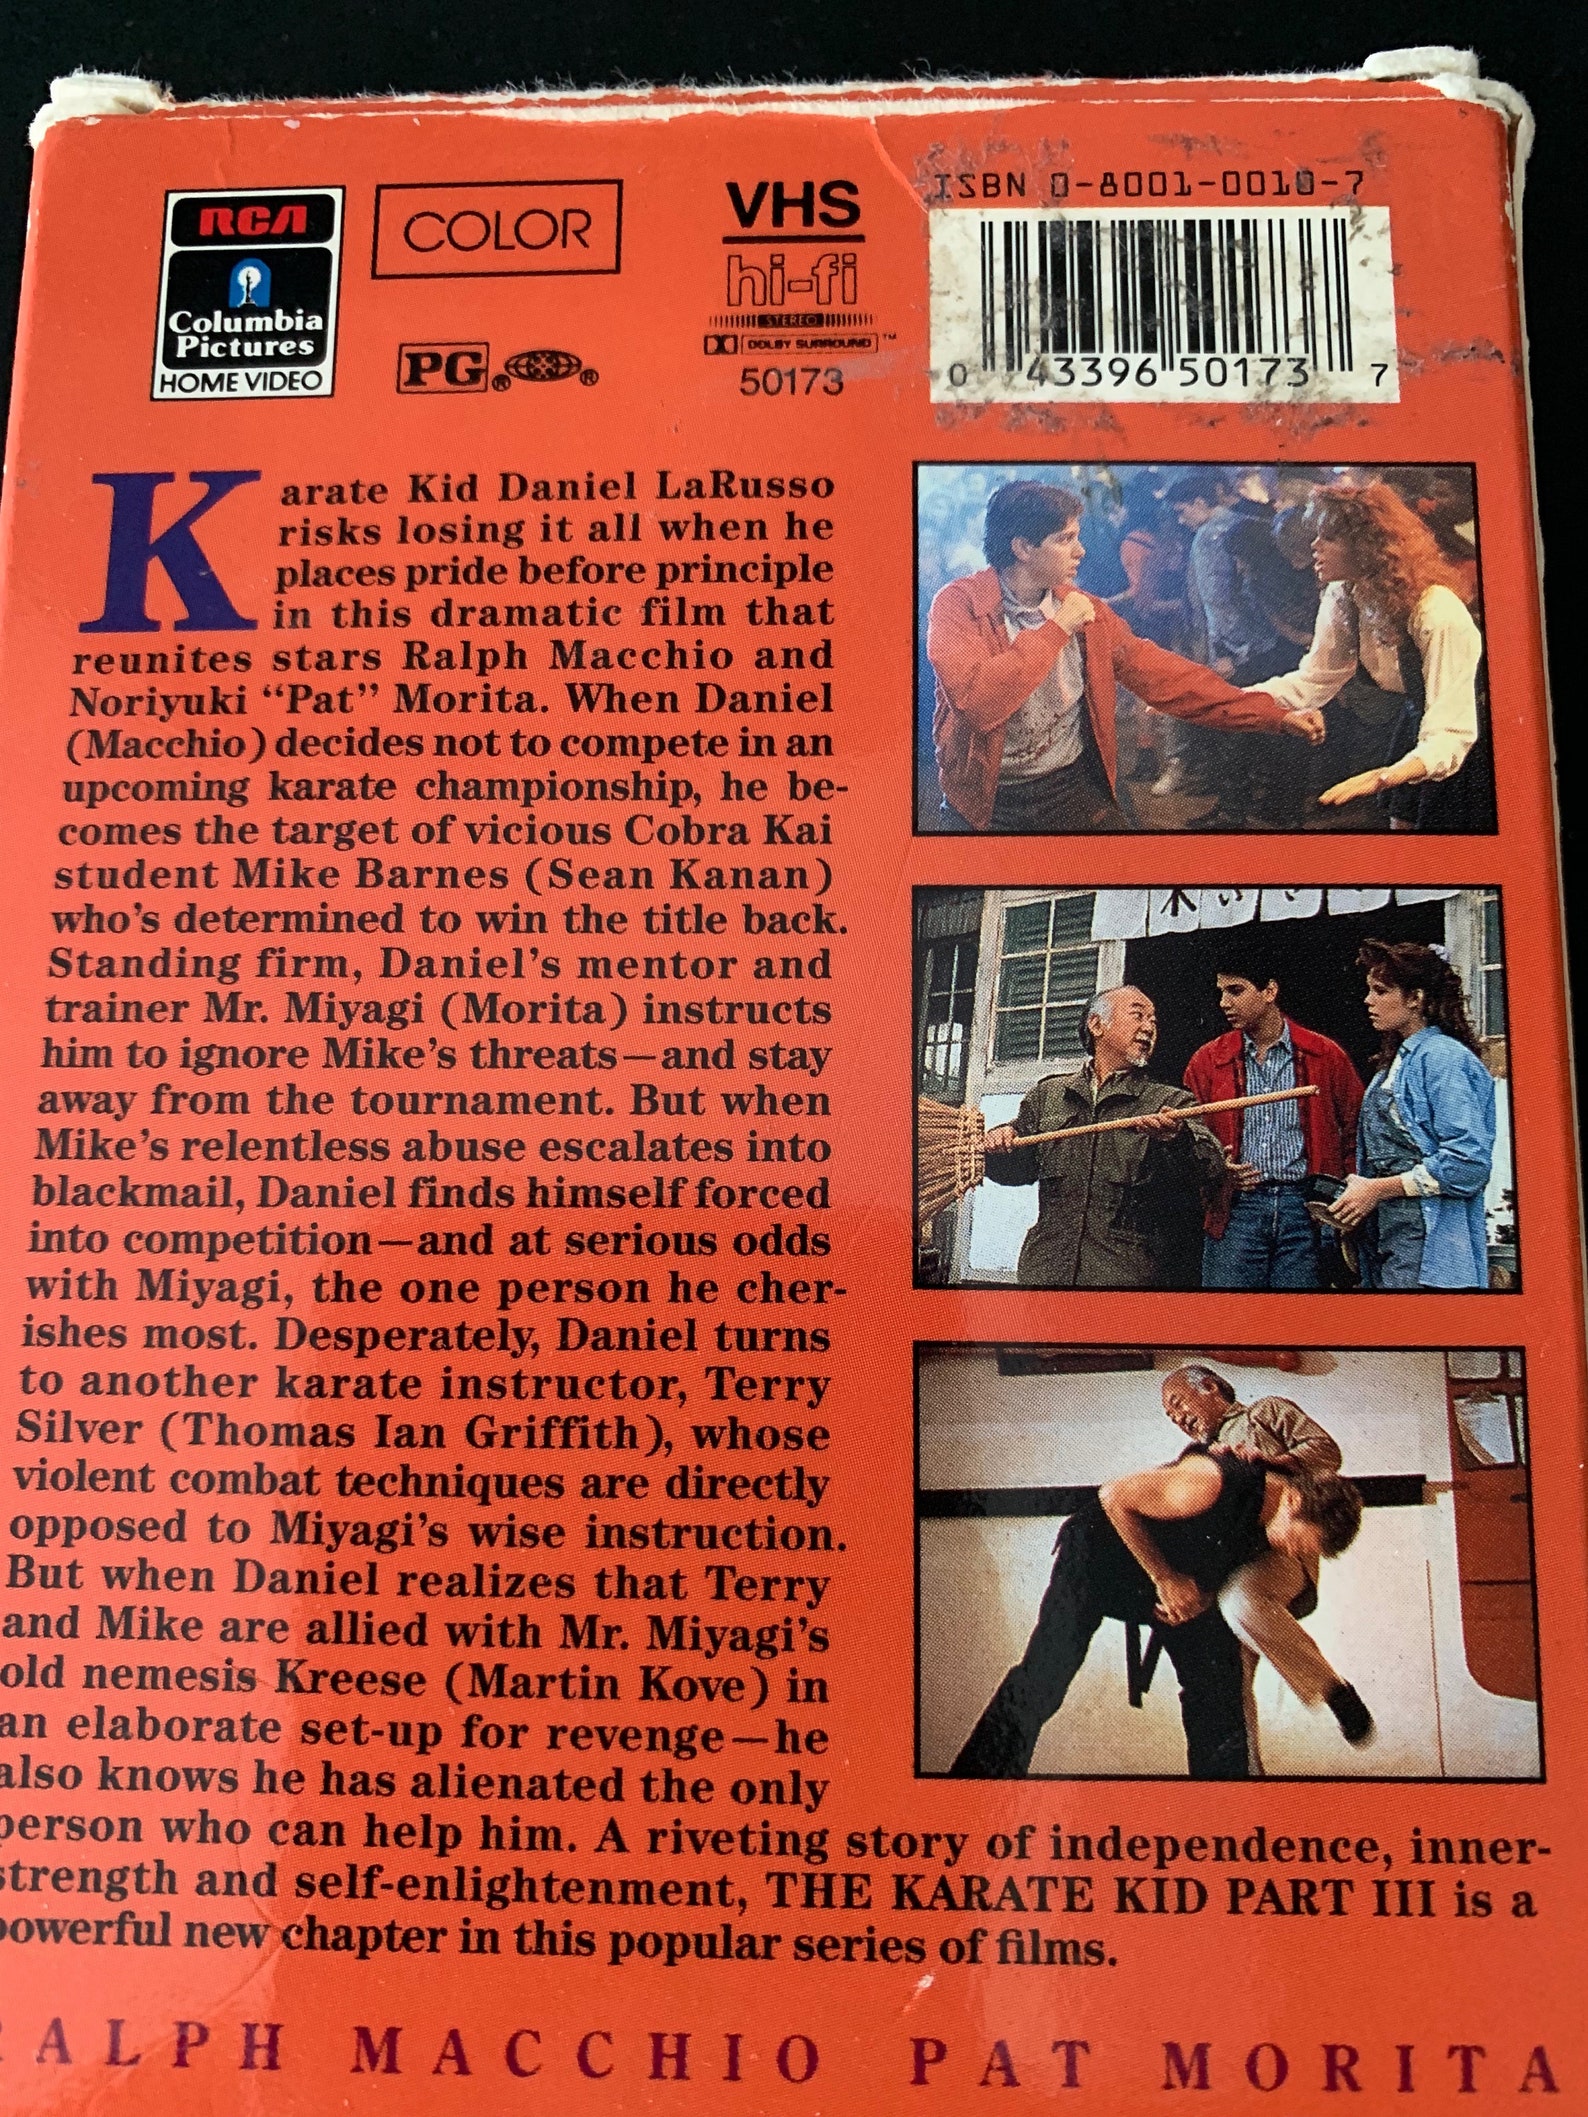 RCA
Columbia
Pictures
HOME VIDEO
COLOR
PG ® ®
VHS
hi-fi
STEREO
DOLBY SURROUND ™
50173
ISBN 0-8001-0010-7
0 43396 50173 7
Karate Kid Daniel LaRusso
risks losing it all when he
places pride before principle
in this dramatic film that
reunites stars Ralph Macchio and
Noriyuki “Pat” Morita. When Daniel
(Macchio) decides not to compete in an
upcoming karate championship, he be-
comes the target of vicious Cobra Kai
student Mike Barnes (Sean Kanan)
who’s determined to win the title back.
Standing firm, Daniel’s mentor and
trainer Mr. Miyagi (Morita) instructs
him to ignore Mike’s threats—and stay
away from the tournament. But when
Mike’s relentless abuse escalates into
blackmail, Daniel finds himself forced
into competition—and at serious odds
with Miyagi, the one person he cher-
ishes most. Desperately, Daniel turns
to another karate instructor, Terry
Silver (Thomas Ian Griffith), whose
violent combat techniques are directly
opposed to Miyagi’s wise instruction.
But when Daniel realizes that Terry
and Mike are allied with Mr. Miyagi’s
old nemesis Kreese (Martin Kove) in
an elaborate set-up for revenge—he
also knows he has alienated the only
person who can help him. A riveting story of independence, inner-
strength and self-enlightenment, THE KARATE KID PART III is a
powerful new chapter in this popular series of films.
RALPH MACCHIO PAT MORITA